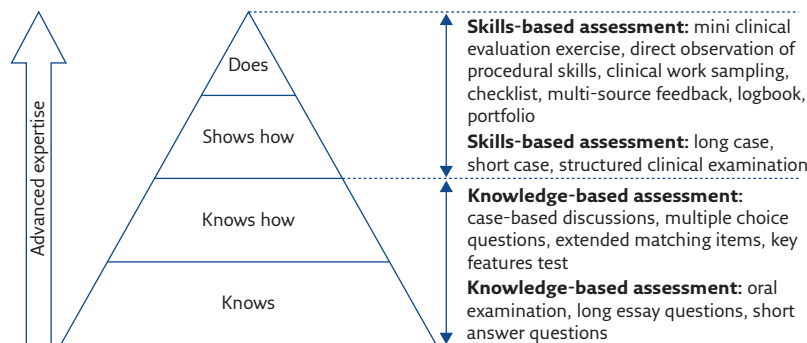 Advanced expertise
Does
Shows how
Knows how
Knows
Skills-based assessment: mini clinical
evaluation exercise, direct observation of
procedural skills, clinical work sampling,
checklist, multi-source feedback, logbook,
portfolio
Skills-based assessment: long case,
short case, structured clinical examination
Knowledge-based assessment:
case-based discussions, multiple choice
questions, extended matching items, key
features test
Knowledge-based assessment: oral
examination, long essay questions, short
answer questions